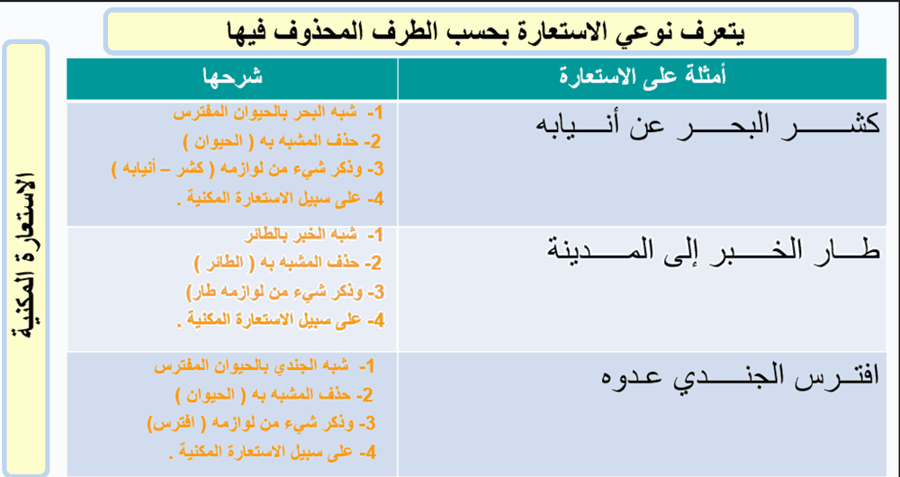 يتعرف نوعي الاستعارة بحسب الطرف المحذوف فيها
الاستعارة المكنية
أمثلة على الاستعارة
شرحها
كشـــر البحـــر عن أنـــيابه
1- شبه البحر بالحيوان المفترس
2- حذف المشبه به ( الحيوان )
3- وذكر شيء من لوازمه ( كشر – أنيابه )
4- على سبيل الاستعارة المكنية .
طـــار الخـــبر إلى المـــدينة
1- شبه الخبر بالطائر
2- حذف المشبه به ( الطائر )
3- وذكر شيء من لوازمه طار)
4- على سبيل الاستعارة المكنية .
افتـــرس الجنـــدي عـدوه
1- شبه الجندي بالحيوان المفترس
2- حذف المشبه به ( الحيوان )
3- وذكر شيء من لوازمه ( افترس)
4- على سبيل الاستعارة المكنية .